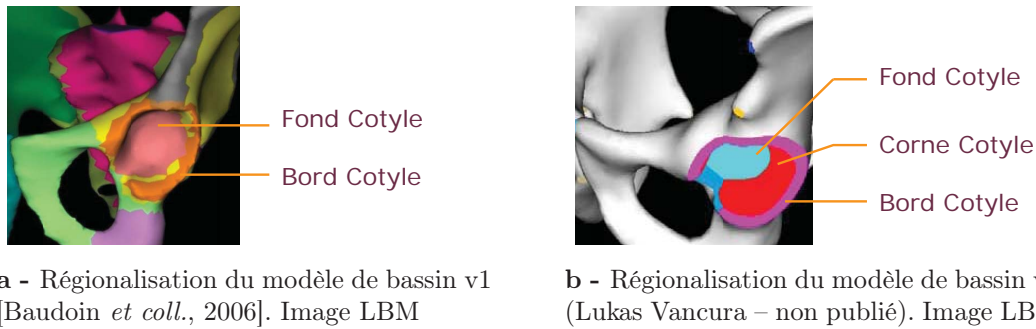 Fond Cotyle
Bord Cotyle
Fond Cotyle
Corne Cotyle
Bord Cotyle
a - Régionalisation du modèle de bassin v1
[Baudoin et coll., 2006]. Image LBM
b - Régionalisation du modèle de bassin
(Lukas Vancura – non publié). Image